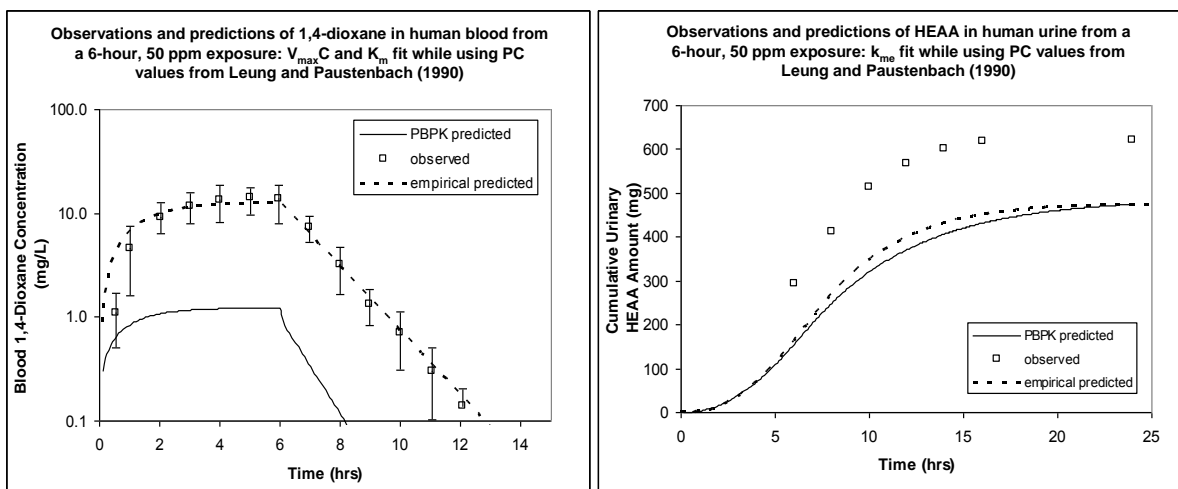 Observations and predictions of 1,4-dioxane in human blood from
a 6-hour, 50 ppm exposure: VmaxC and Km fit while using PC
values from Leung and Paustenbach (1990)
100.0
10.0
1.0
0.1
Blood 1,4-Dioxane Concentration
(mg/L)
PBPK predicted
observed
empirical predicted
0 2 4 6 8 10 12 14
Time (hrs)
Observations and predictions of HEAA in human urine from a
6-hour, 50 ppm exposure: kme fit while using PC values from
Leung and Paustenbach (1990)
700
600
500
400
300
200
100
0
Cumulative Urinary
HEAA Amount (mg)
PBPK predicted
observed
empirical predicted
0 5 10 15 20 25
Time (hrs)